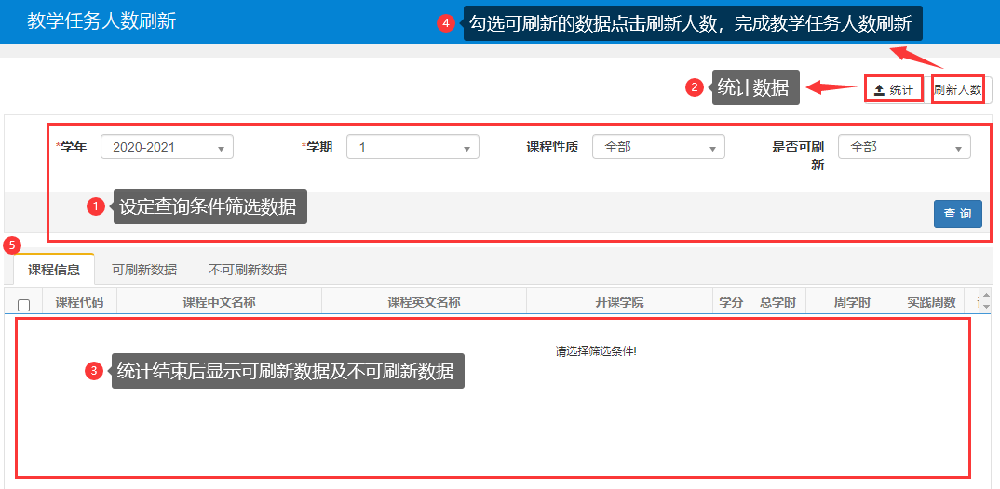 教学任务人数刷新
4 勾选可刷新的数据点击刷新人数，完成教学任务人数刷新
2 统计数据 统计 刷新人数
*学年 2020-2021 *学期 1 课程性质 全部 是否可刷新 全部
1 设定查询条件筛选数据
查 询
5
课程信息 可刷新数据 不可刷新数据
课程代码 课程中文名称 课程英文名称 开课学院 学分 总学时 周学时 实践周数
请选择筛选条件!
3 统计结束后显示可刷新数据及不可刷新数据